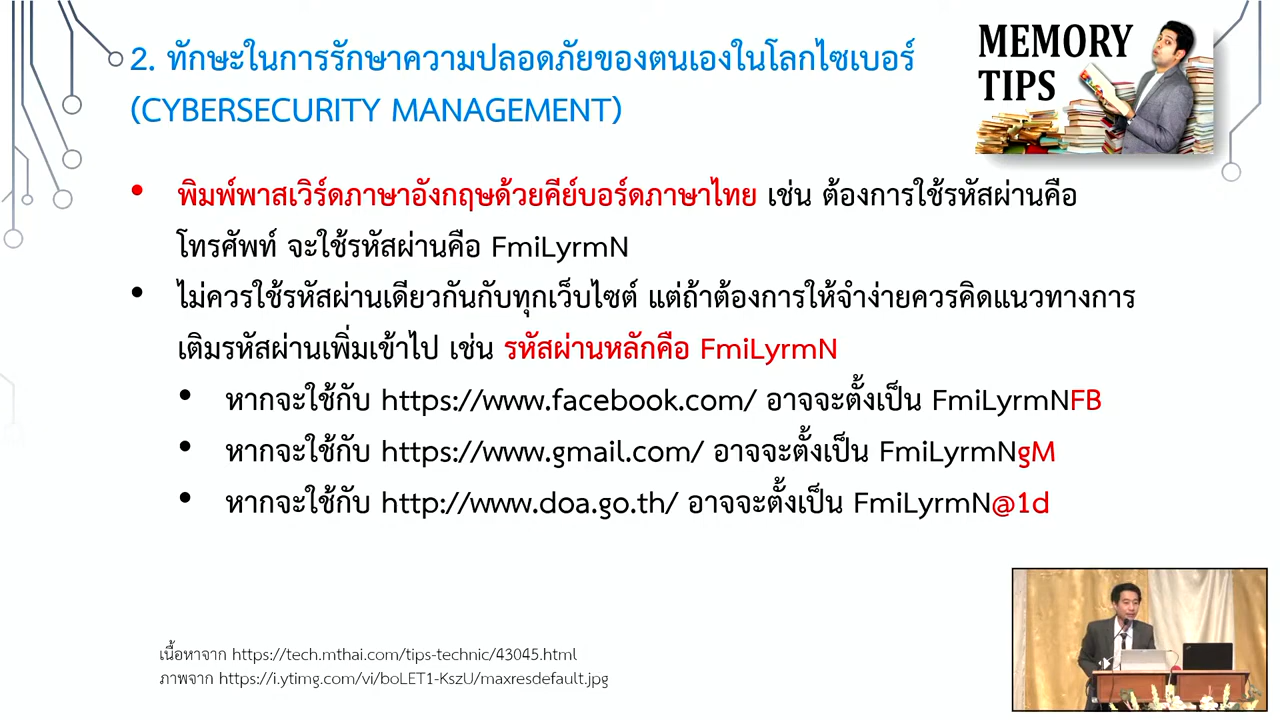 2. ทักษะในการรักษาความปลอดภัยของตนเองในโลกไซเบอร์
(CYBERSECURITY MANAGEMENT)
MEMORY
TIPS
• พิมพ์พาสเวิร์ดภาษาอังกฤษด้วยคีย์บอร์ดภาษาไทย เช่น ต้องการใช้รหัสผ่านคือ
โทรศัพท์ จะใช้รหัสผ่านคือ FmiLyrmN
• ไม่ควรใช้รหัสผ่านเดียวกันกับทุกเว็บไซต์ แต่ถ้าต้องการให้จำง่ายควรคิดแนวทางการ
เติมรหัสผ่านเพิ่มเข้าไป เช่น รหัสผ่านหลักคือ FmiLyrmN
• หากจะใช้กับ https://www.facebook.com/ อาจจะตั้งเป็น FmiLyrmNFB
• หากจะใช้กับ https://www.gmail.com/ อาจจะตั้งเป็น FmiLyrmNgM
• หากจะใช้กับ http://www.doa.go.th/ อาจจะตั้งเป็น FmiLyrmN@1d
เนื้อหาจาก https://tech.mthai.com/tips-technic/43045.html
ภาพจาก https://i.ytimg.com/vi/boLET1-KszU/maxresdefault.jpg